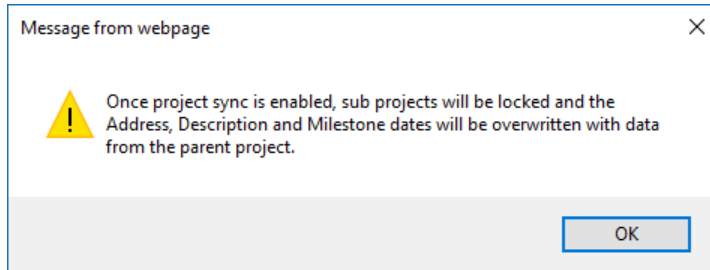 Message from webpage
Once project sync is enabled, sub projects will be locked and the
Address, Description and Milestone dates will be overwritten with data
from the parent project.
OK